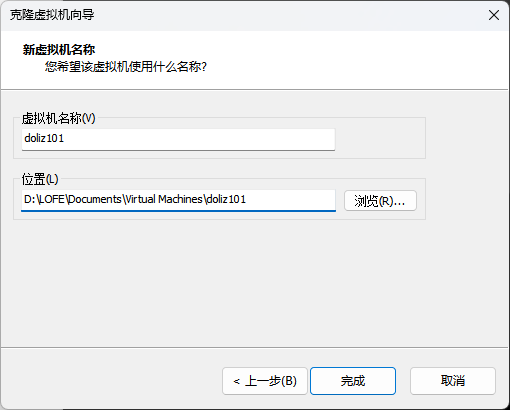 克隆虚拟机向导
新虚拟机名称
您希望该虚拟机使用什么名称?
虚拟机名称(V)
doliz101
位置(L)
D:\LOFE\Documents\Virtual Machines\doliz101
浏览(R)...
< 上一步(B)
完成
取消